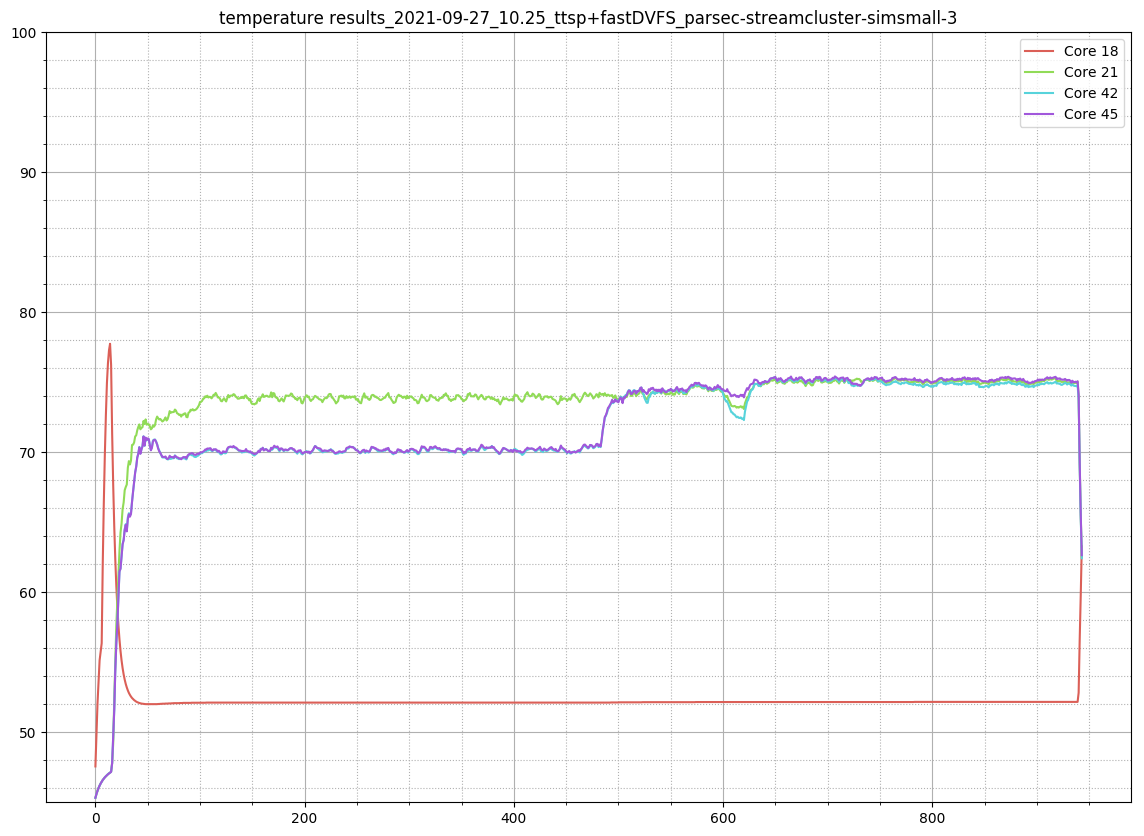 temperature results_2021-09-27_10.25_ttsp+fastDVFS_parsec-streamcluster-simsmall-3
100
90
80
70
60
50
Core 18
Core 21
Core 42
Core 45
0 200 400 600 800